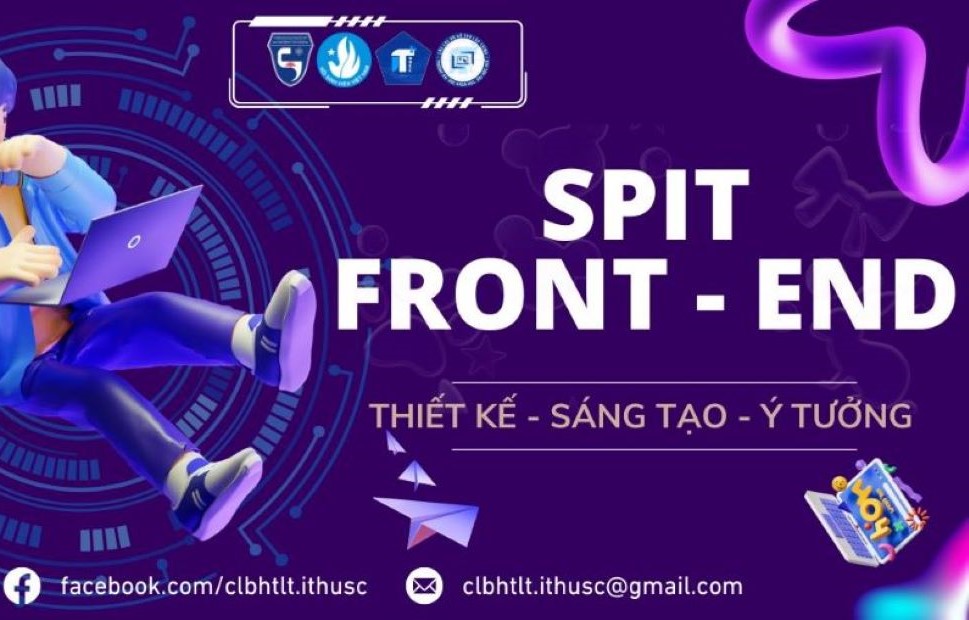 SPIT
FRONT - END
THIẾT KẾ - SÁNG TẠO - Ý TƯỞNG
facebook.com/clbhtlt.ithusc
clbhtlt.ithusc@gmail.com